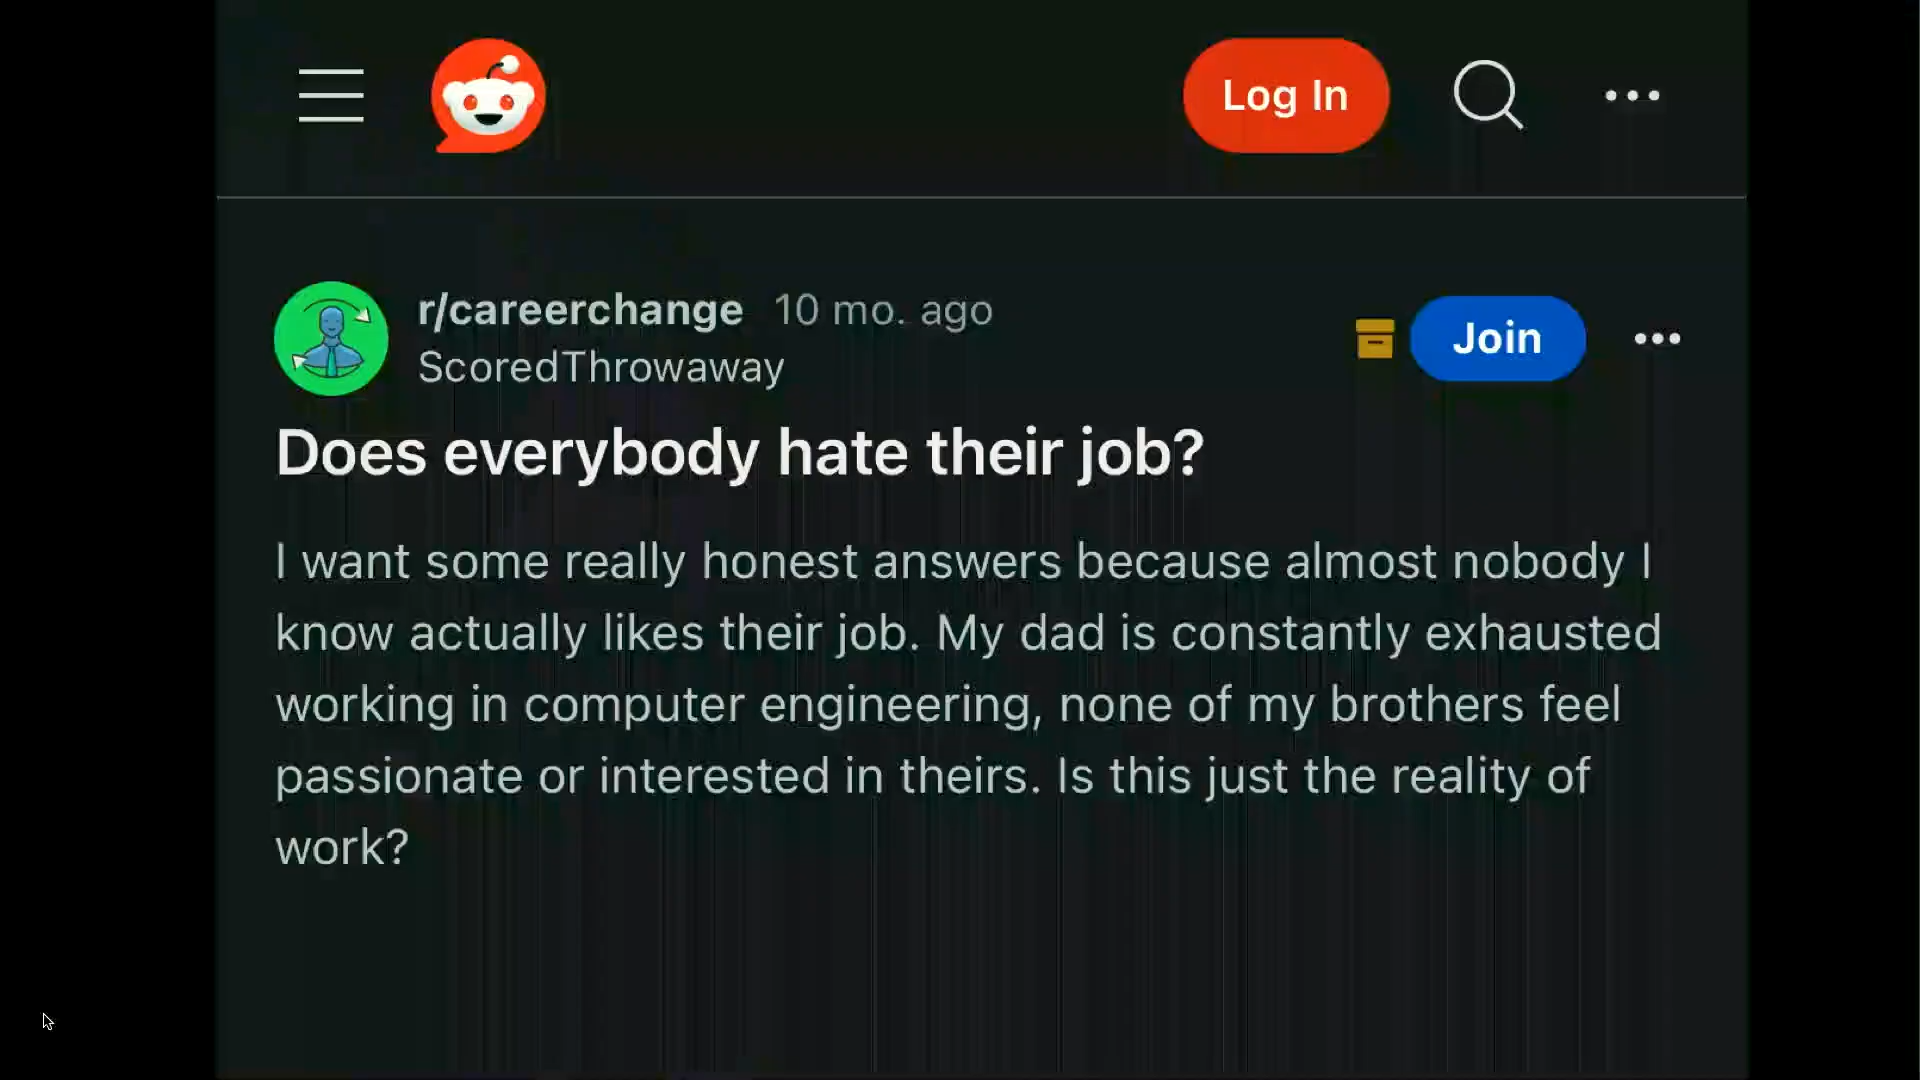 Log In
r/careerchange 10 mo. ago
ScoredThrowaway
Join
Does everybody hate their job?
I want some really honest answers because almost nobody I
know actually likes their job. My dad is constantly exhausted
working in computer engineering, none of my brothers feel
passionate or interested in theirs. Is this just the reality of
work?